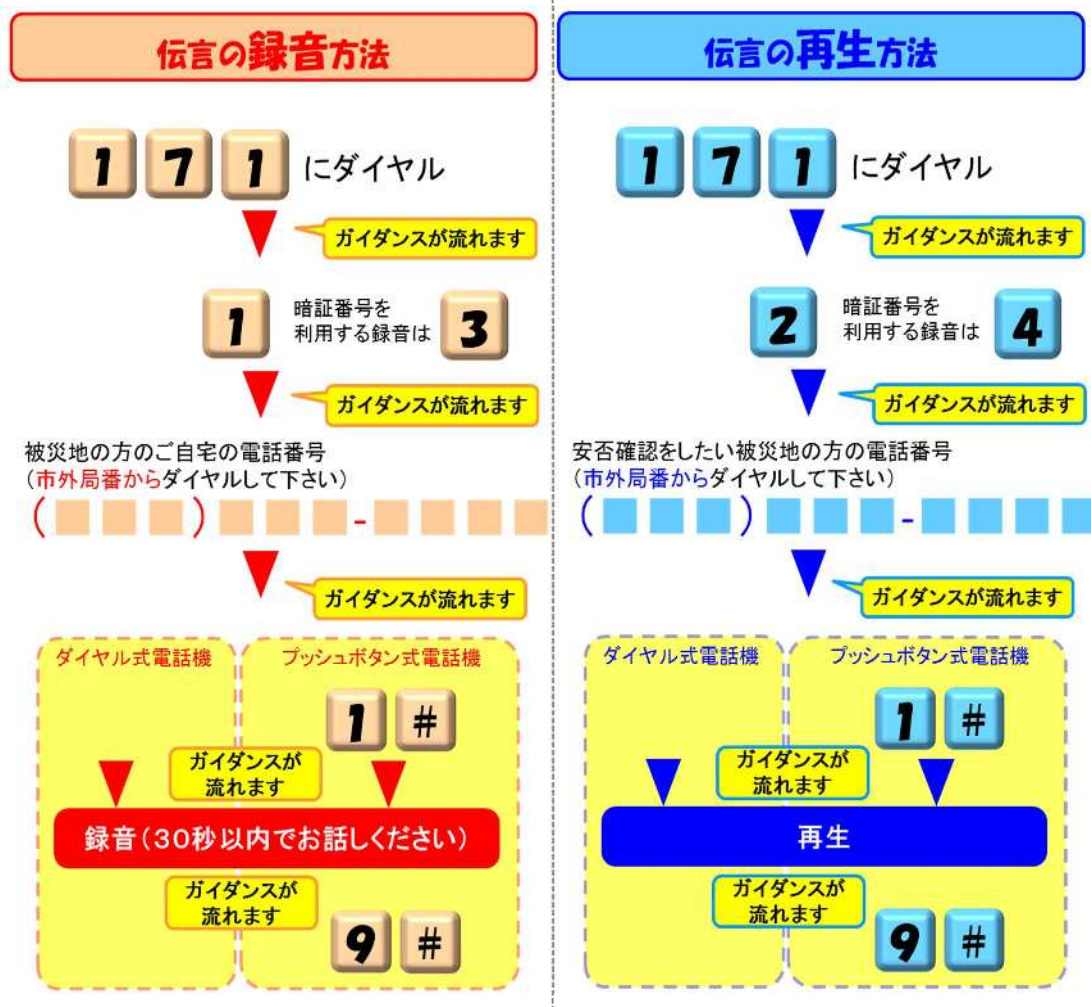 伝言の録音方法
1 7 1 にダイヤル
ガイダンスが流れます
1 暗証番号を
利用する録音は 3
ガイダンスが流れます
被災地の方のご自宅の電話番号
(市外局番からダイヤルして下さい)
( ) -
ガイダンスが流れます
ダイヤル式電話機 プッシュボタン式電話機
1 #
ガイダンスが
流れます
録音(30秒以内でお話しください)
ガイダンスが
流れます
9 #
伝言の再生方法
1 7 1 にダイヤル
ガイダンスが流れます
2 暗証番号を
利用する録音は 4
ガイダンスが流れます
安否確認をしたい被災地の方の電話番号
(市外局番からダイヤルして下さい)
( ) -
ガイダンスが流れます
ダイヤル式電話機 プッシュボタン式電話機
1 #
ガイダンスが
流れます
再生
ガイダンスが
流れます
9 #